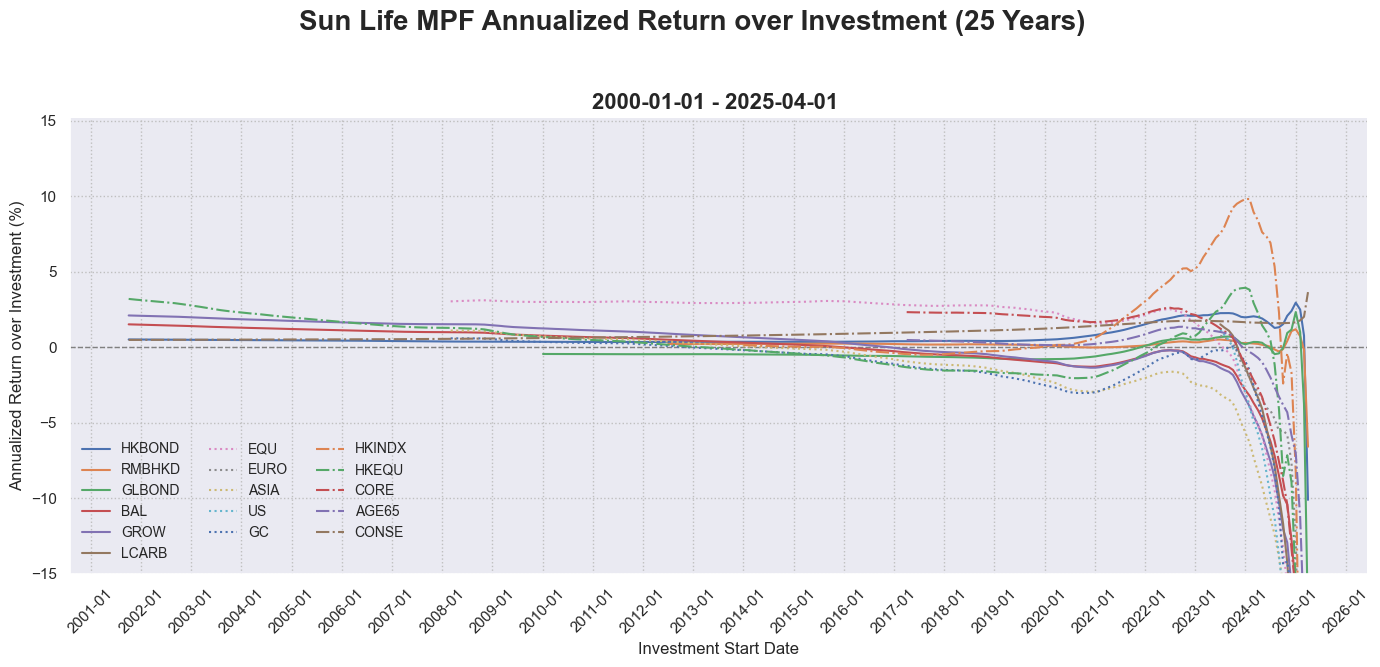 Sun Life MPF Annualized Return over Investment (25 Years)
2000-01-01 - 2025-04-01
Annualized Return over Investment (%)
15
10
5
0
−5
−10
−15
HKBOND
RMBHKD
GLBOND
BAL
GROW
LCARB
EQU
EURO
ASIA
US
GC
HKINDX
HKEQU
CORE
AGE65
CONSE
2001-01
2002-01
2003-01
2004-01
2005-01
2006-01
2007-01
2008-01
2009-01
2010-01
2011-01
2012-01
2013-01
2014-01
2015-01
2016-01
2017-01
2018-01
2019-01
2020-01
2021-01
2022-01
2023-01
2024-01
2025-01
2026-01
Investment Start Date